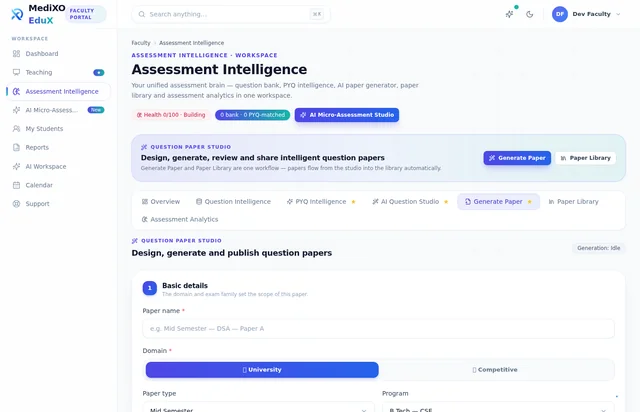 MediXO EduX
FACULTY PORTAL
Search anything...
⌘K
DF
Dev Faculty
WORKSPACE
Dashboard
Teaching
Assessment Intelligence
AI Micro-Assess...
New
My Students
Reports
AI Workspace
Calendar
Support
Faculty › Assessment Intelligence
ASSESSMENT INTELLIGENCE · WORKSPACE
Assessment Intelligence
Your unified assessment brain — question bank, PYQ intelligence, AI paper generator, paper
library and assessment analytics in one workspace.
Health 0/100 · Building
0 bank · 0 PYQ-matched
AI Micro-Assessment Studio
QUESTION PAPER STUDIO
Design, generate, review and share intelligent question papers
Generate Paper and Paper Library are one workflow — papers flow from the studio into the library automatically.
Generate Paper
Paper Library
Overview
Question Intelligence
PYQ Intelligence
AI Question Studio
Generate Paper
Paper Library
Assessment Analytics
QUESTION PAPER STUDIO
Design, generate and publish question papers
Generation: Idle
1
Basic details
The domain and exam family set the scope of this paper
Paper name *
e.g. Mid Semester — DSA — Paper A
Domain *
University
Competitive
Paper type
Program
Mid Semester
B.Tech — CSE